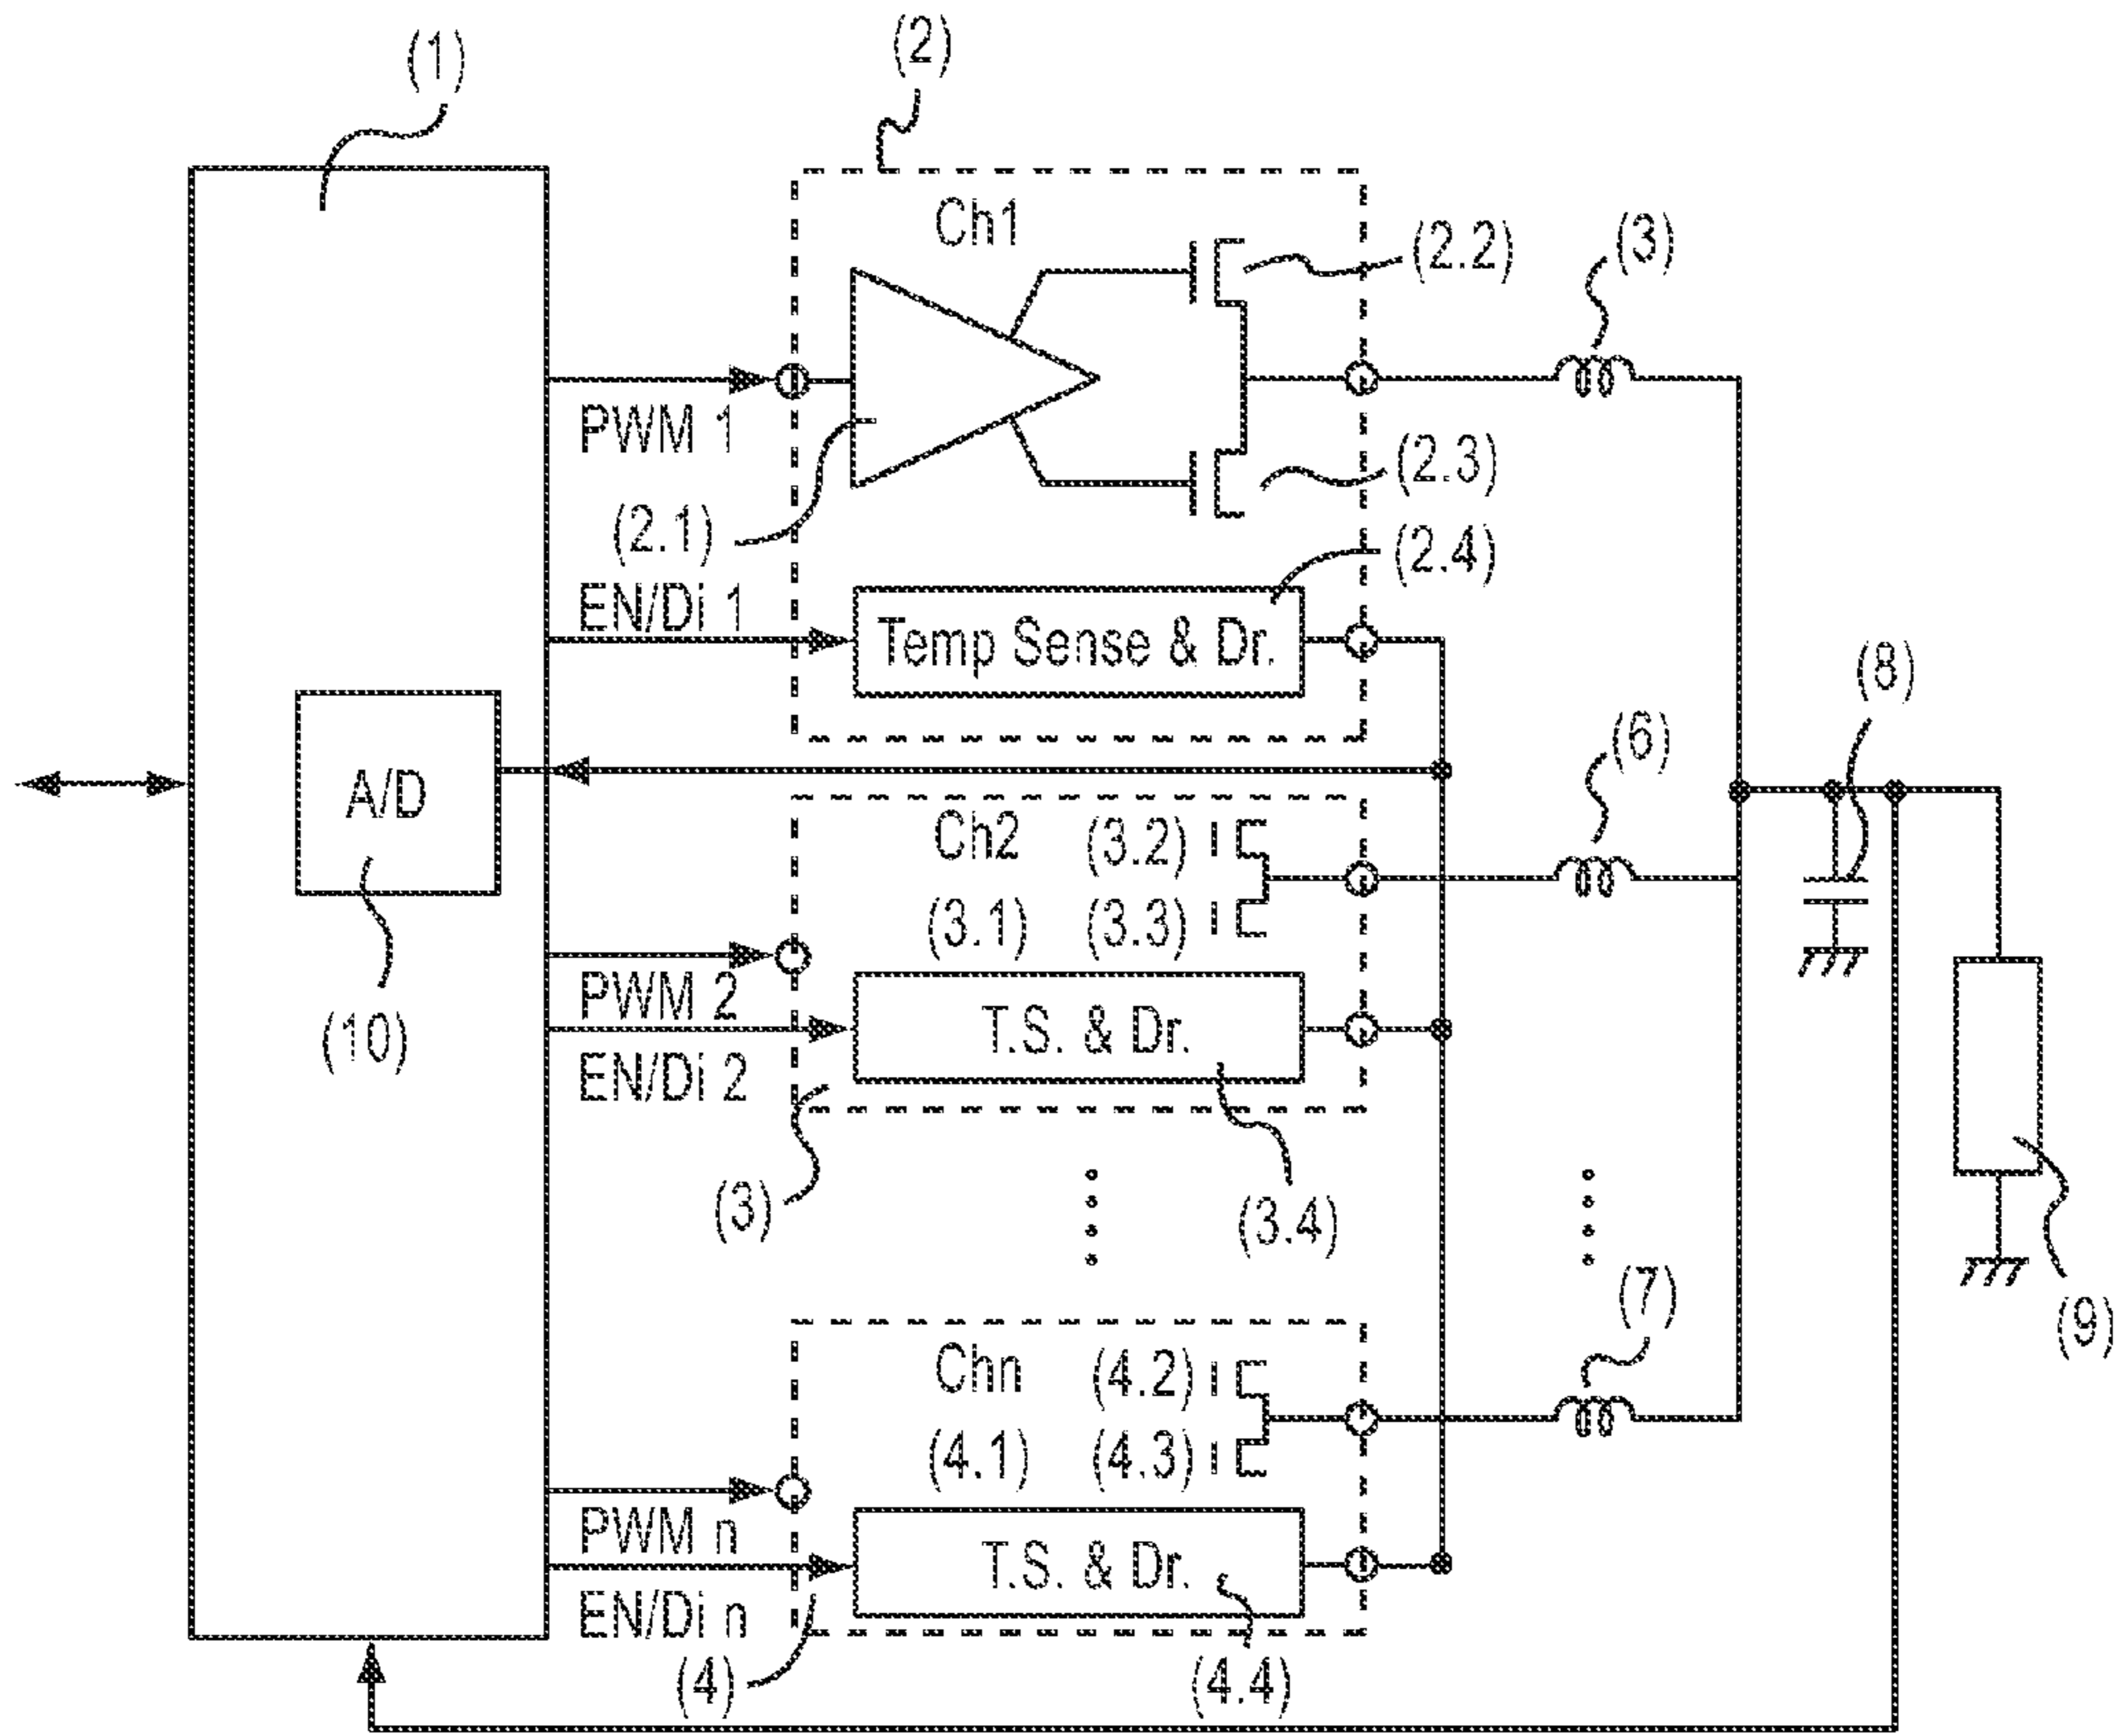 (1)
(2)
Ch1
(2.2)
(3)
PWM 1
(2.3)
(2.1)
(2.4)
EN/Di 1
Temp Sense & Dr.
(8)
(6)
A/D
Ch2 (3.2)
(3.1) (3.3)
PWM 2
(10)
T.S. & Dr.
EN/Di 2
(3)
(3.4)
(7)
(9)
Chn (4.2)
(4.1) (4.3)
PWM n
T.S. & Dr.
EN/Di n
(4)
(4.4)